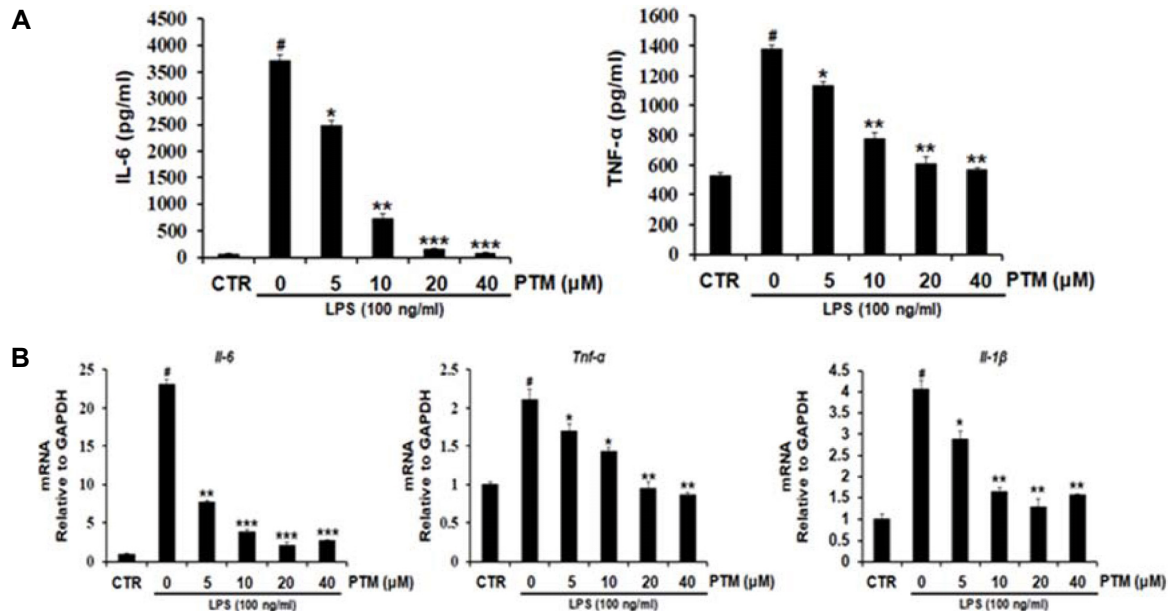 A
IL-6 (pg/ml)
4500
4000
3500
3000
2500
2000
1500
1000
500
0
#
*
**
***
***
CTR 0 5 10 20 40 PTM (μM)
LPS (100 ng/ml)
TNF-α (pg/ml)
1600
1400
1200
1000
800
600
400
200
0
#
*
**
**
**
CTR 0 5 10 20 40 PTM (μM)
LPS (100 ng/ml)
B
Il-6
mRNA
Relative to GAPDH
25
20
15
10
5
0
#
**
***
***
***
CTR 0 5 10 20 40 PTM (μM)
LPS (100 ng/ml)
Tnf-α
mRNA
Relative to GAPDH
2.5
2
1.5
1
0.5
0
#
*
*
**
**
CTR 0 5 10 20 40 PTM (μM)
LPS (100 ng/ml)
Il-1β
mRNA
Relative to GAPDH
4.5
4
3.5
3
2.5
2
1.5
1
0.5
0
#
*
**
**
**
CTR 0 5 10 20 40 PTM (μM)
LPS (100 ng/ml)